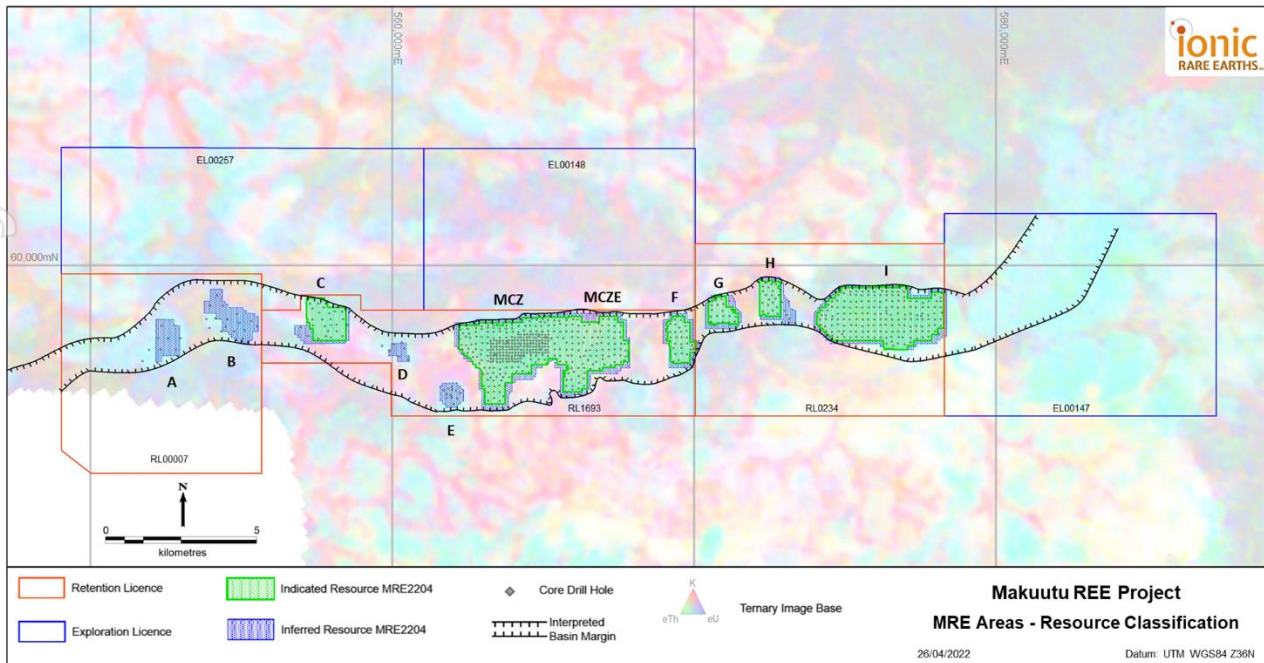 ionic
RARE EARTHS
560,000mE
580,000mE
EL00257
EL00148
60,000mN
C
MCZ
MCZE
F
G
H
I
A
B
D
E
RL1693
RL0234
EL00147
RL00007
N
0
5
kilometres
Retention Licence
Exploration Licence
Indicated Resource MRE2204
Inferred Resource MRE2204
Core Drill Hole
Interpreted
Basin Margin
K
eTh
eU
Ternary Image Base
Makuutu REE Project
MRE Areas - Resource Classification
26/04/2022
Datum: UTM WGS84 Z36N